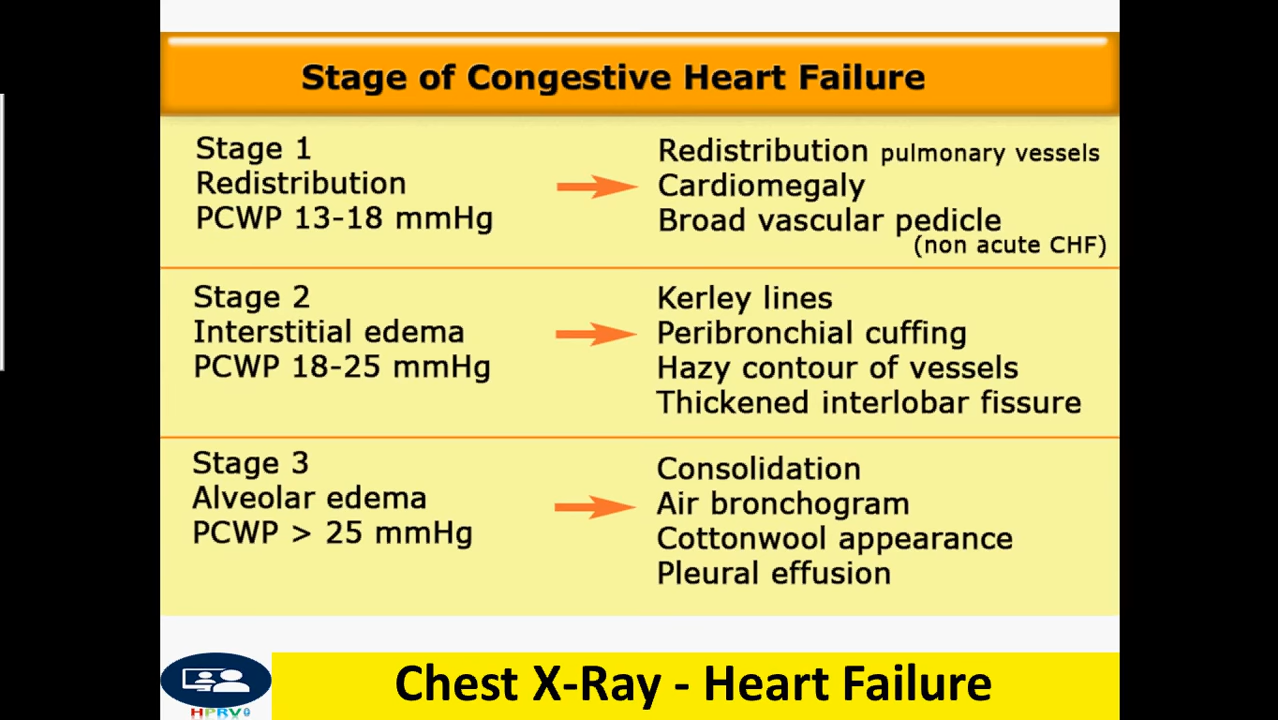 Stage of Congestive Heart Failure
Stage 1
Redistribution
PCWP 13-18 mmHg
Redistribution pulmonary vessels
Cardiomegaly
Broad vascular pedicle
(non acute CHF)
Stage 2
Interstitial edema
PCWP 18-25 mmHg
Kerley lines
Peribronchial cuffing
Hazy contour of vessels
Thickened interlobar fissure
Stage 3
Alveolar edema
PCWP > 25 mmHg
Consolidation
Air bronchogram
Cottonwool appearance
Pleural effusion
HPRV
Chest X-Ray - Heart Failure